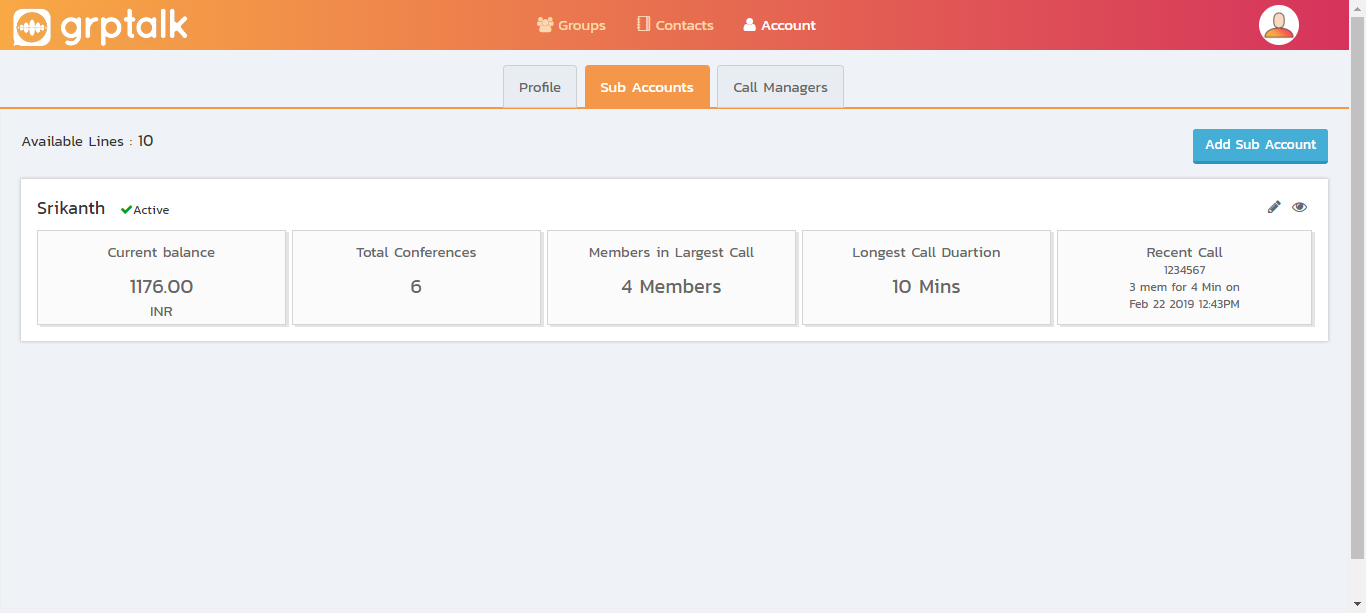 grptalk
Groups
Contacts
Account
Profile
Sub Accounts
Call Managers
Available Lines : 10
Add Sub Account
Srikanth
Active
Current balance
1176.00
INR
Total Conferences
6
Members in Largest Call
4 Members
Longest Call Duartion
10 Mins
Recent Call
1234567
3 mem for 4 Min on
Feb 22 2019 12:43PM